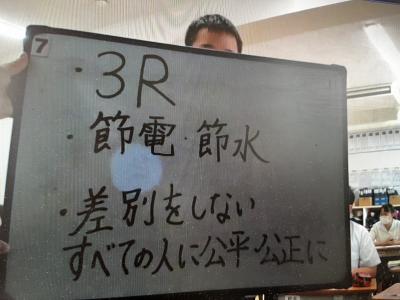 7
・3R
・節電・節水
・差別をしない
すべての人に公平・公正に